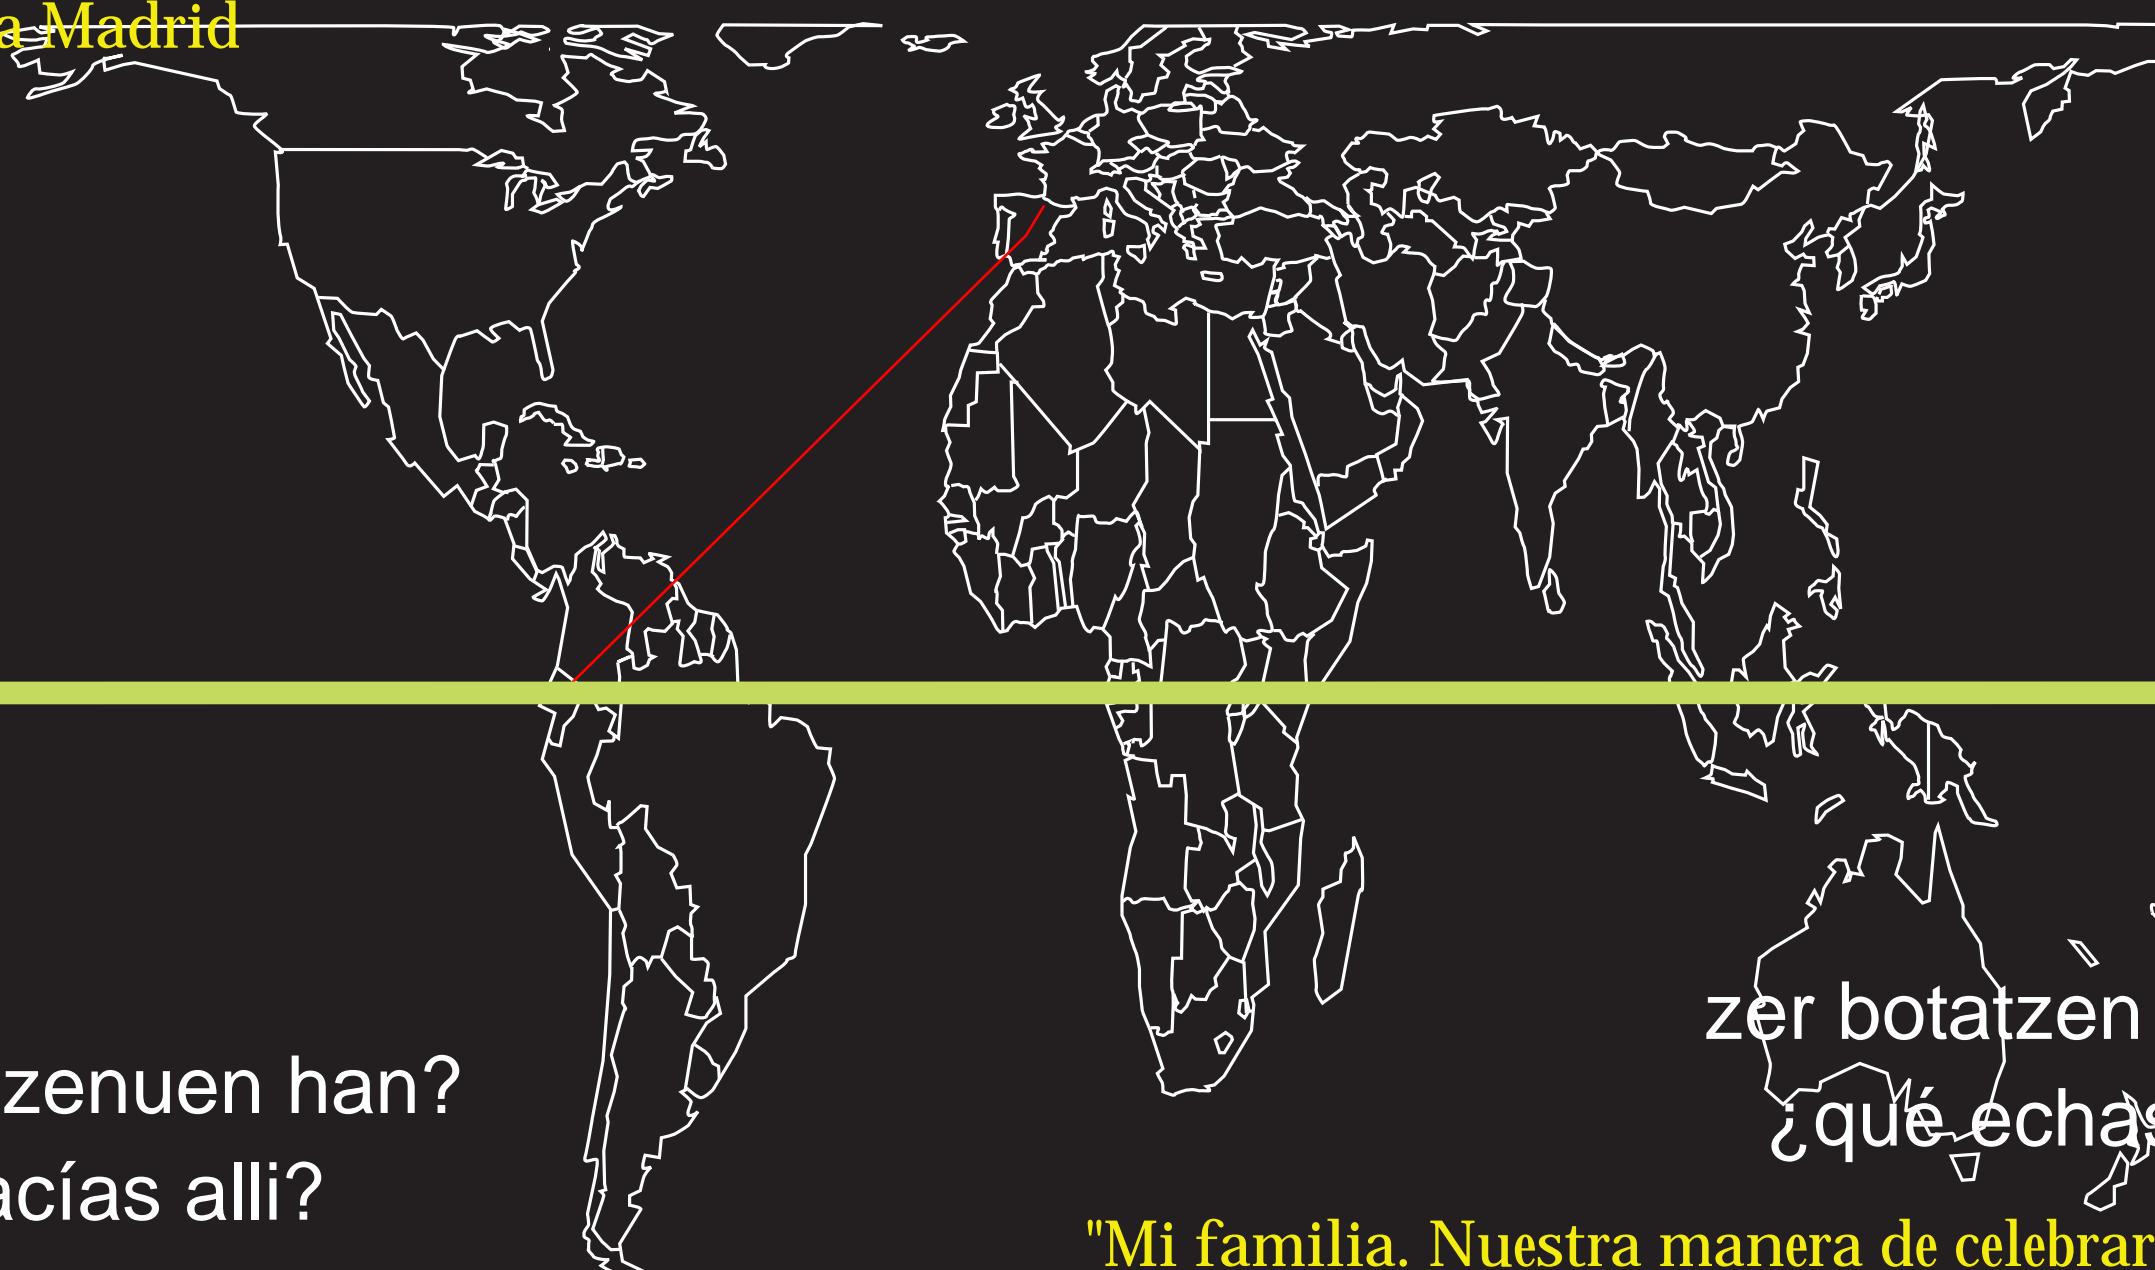 a Madrid
zer botatzen
zenuen han?
¿qué echas
acías alli?
"Mi familia. Nuestra manera de celebrar